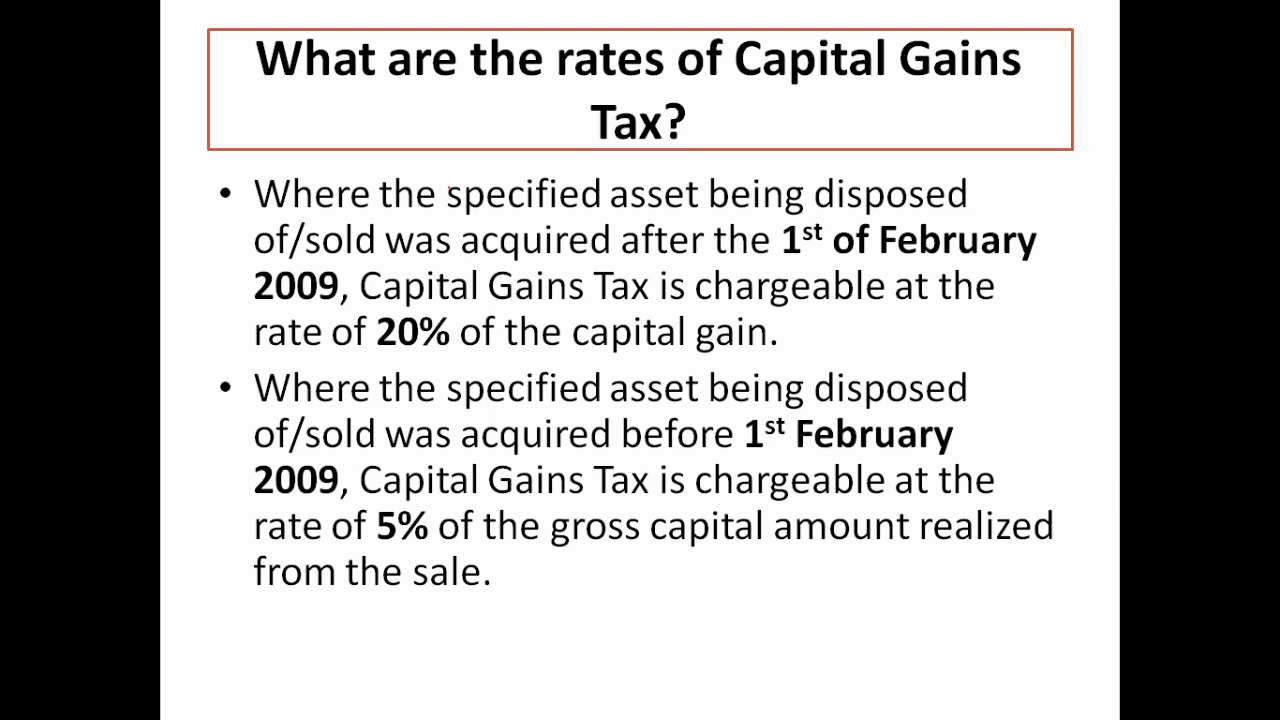 What are the rates of Capital Gains
Tax?
• Where the specified asset being disposed
of/sold was acquired after the 1st of February
2009, Capital Gains Tax is chargeable at the
rate of 20% of the capital gain.
• Where the specified asset being disposed
of/sold was acquired before 1st February
2009, Capital Gains Tax is chargeable at the
rate of 5% of the gross capital amount realized
from the sale.